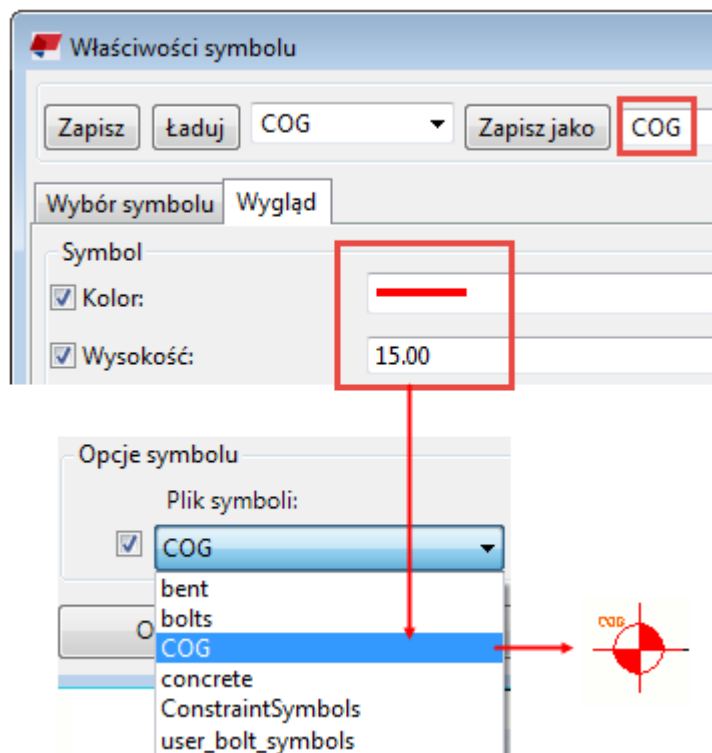 Właściwości symbolu
Zapisz Ładuj COG Zapisz jako COG
Wybór symbolu Wygląd
Symbol
Kolor:
Wysokość: 15.00
Opcje symbolu
Plik symboli:
COG
bent
bolts
O
COG
COG
concrete
ConstraintSymbols
user_bolt_symbols